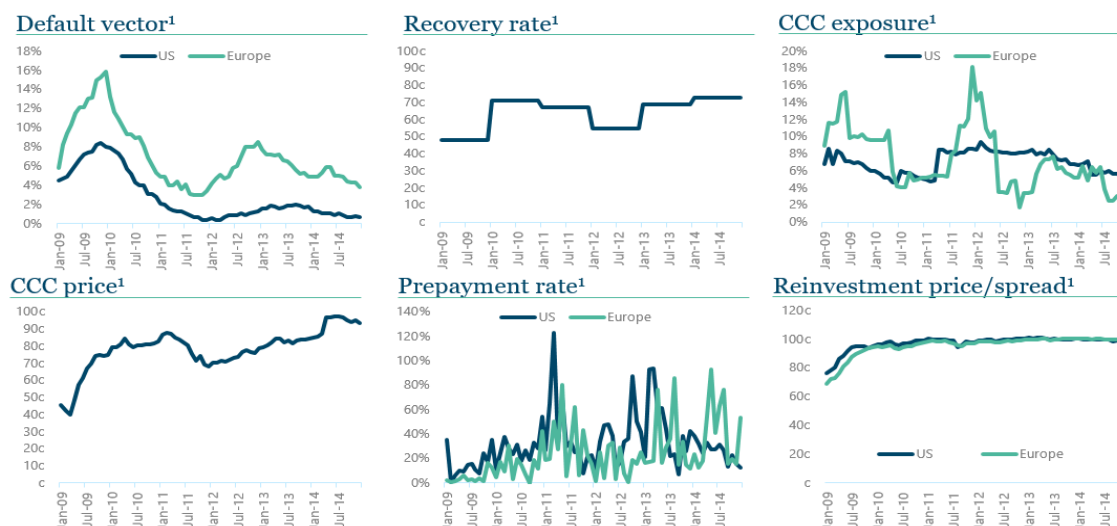 Default vector¹
18%
16%
14%
12%
10%
8%
6%
4%
2%
0%
US
Europe
Jan-09
Jul-09
Jan-10
Jul-10
Jan-11
Jul-11
Jan-12
Jul-12
Jan-13
Jul-13
Jan-14
Jul-14
Recovery rate¹
100c
90c
80c
70c
60c
50c
40c
30c
20c
10c
c
Jan-09
Jul-09
Jan-10
Jul-10
Jan-11
Jul-11
Jan-12
Jul-12
Jan-13
Jul-13
Jan-14
Jul-14
CCC exposure¹
20%
18%
16%
14%
12%
10%
8%
6%
4%
2%
0%
US
Europe
Jan-09
Jul-09
Jan-10
Jul-10
Jan-11
Jul-11
Jan-12
Jul-12
Jan-13
Jul-13
Jan-14
Jul-14
CCC price¹
100c
90c
80c
70c
60c
50c
40c
30c
20c
10c
c
Jan-09
Jul-09
Jan-10
Jul-10
Jan-11
Jul-11
Jan-12
Jul-12
Jan-13
Jul-13
Jan-14
Jul-14
Prepayment rate¹
140%
120%
100%
80%
60%
40%
20%
0%
US
Europe
Jan-09
Jul-09
Jan-10
Jul-10
Jan-11
Jul-11
Jan-12
Jul-12
Jan-13
Jul-13
Jan-14
Jul-14
Reinvestment price/spread¹
120c
100c
80c
60c
40c
20c
c
US
Europe
Jan-09
Jul-09
Jan-10
Jul-10
Jan-11
Jul-11
Jan-12
Jul-12
Jan-13
Jul-13
Jan-14
Jul-14